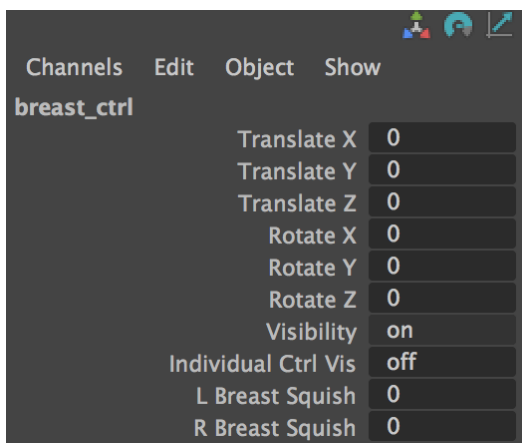 Channels Edit Object Show
breast_ctrl
Translate X 0
Translate Y 0
Translate Z 0
Rotate X 0
Rotate Y 0
Rotate Z 0
Visibility on
Individual Ctrl Vis off
L Breast Squish 0
R Breast Squish 0